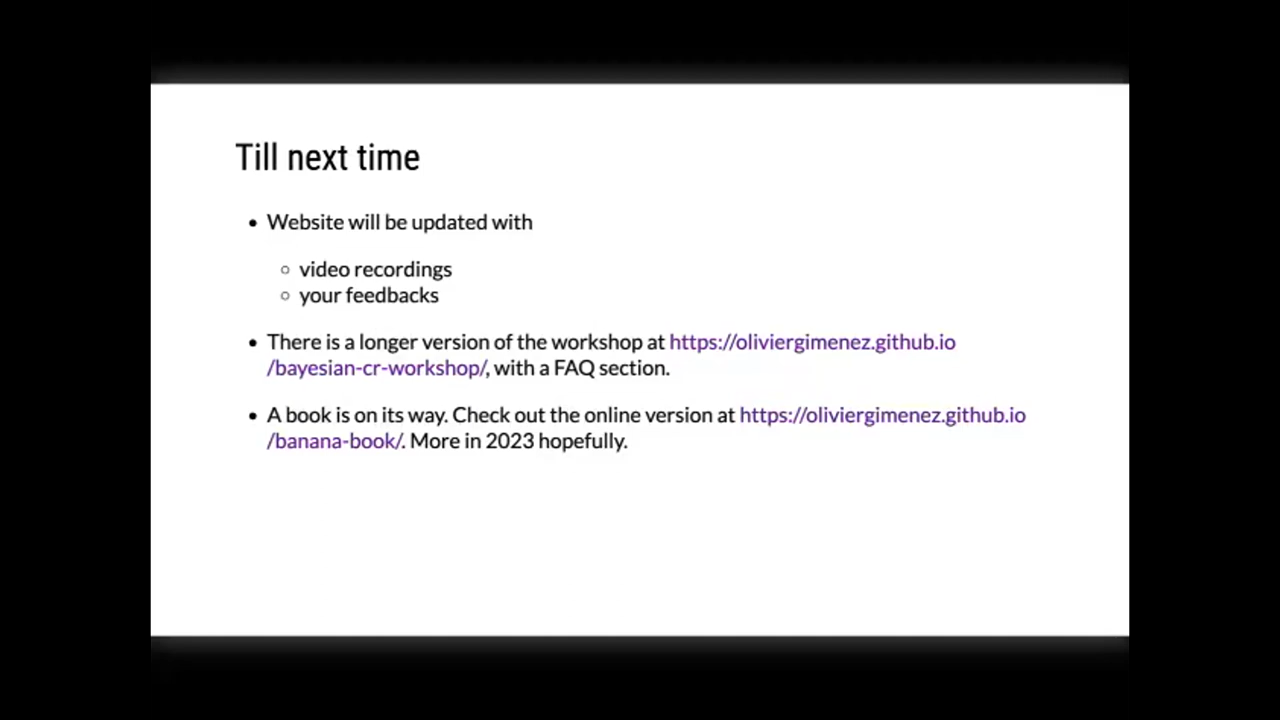 Till next time
• Website will be updated with
○ video recordings
○ your feedbacks
• There is a longer version of the workshop at https://oliviergimenez.github.io
/bayesian-cr-workshop/, with a FAQ section.
• A book is on its way. Check out the online version at https://oliviergimenez.github.io
/banana-book/. More in 2023 hopefully.